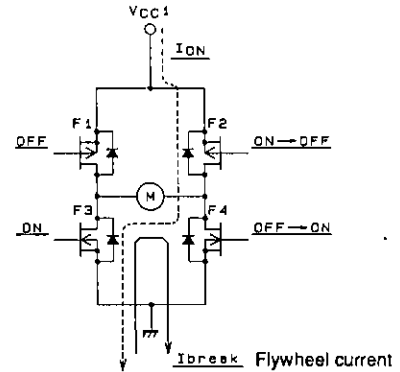 VCC1
ION
F1
F2
OFF
ON→OFF
M
F3
F4
ON
OFF→ON
Ibreak Flywheel current